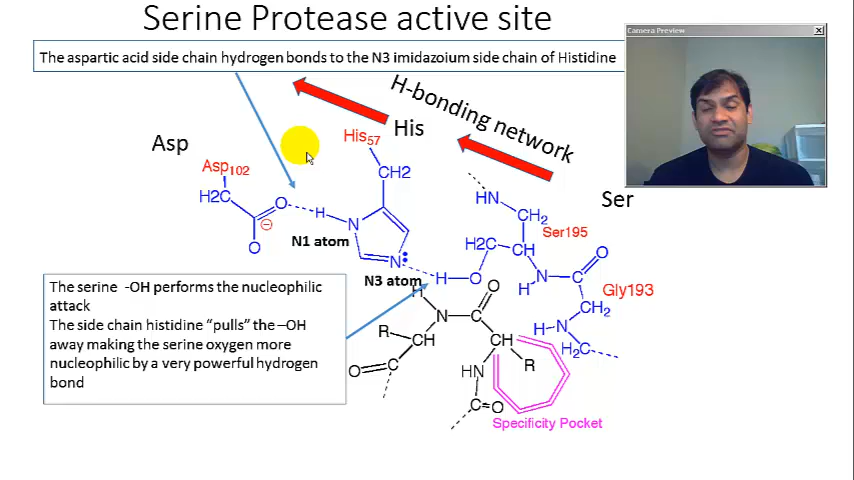 Serine Protease active site
The aspartic acid side chain hydrogen bonds to the N3 imidazoium side chain of Histidine
Camera Preview
H-bonding network
His
Asp
His57
Asp102
CH2
H2C
O
H
N
O
N1 atom
N
N3 atom
HN
CH2
Ser
Ser195
H2C
CH
O
H
O
N
H
Gly193
CH2
H-N
H2C
The serine -OH performs the nucleophilic
attack
The side chain histidine "pulls" the –OH
away making the serine oxygen more
nucleophilic by a very powerful hydrogen
bond
H
O
N
C
R
CH
CH
O
C
HN
R
C=O
Specificity Pocket